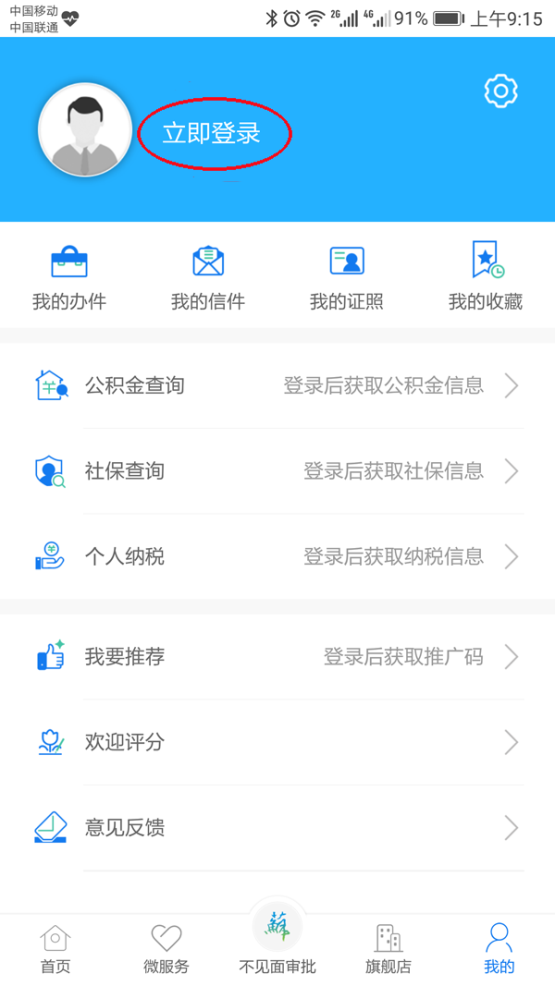 中国移动
中国联通
2G 4G 91% 上午9:15
立即登录
我的办件 我的信件 我的证照 我的收藏
公积金查询 登录后获取公积金信息
社保查询 登录后获取社保信息
个人纳税 登录后获取纳税信息
我要推荐 登录后获取推广码
欢迎评分
意见反馈
蘇
首页 微服务 不见面审批 旗舰店 我的